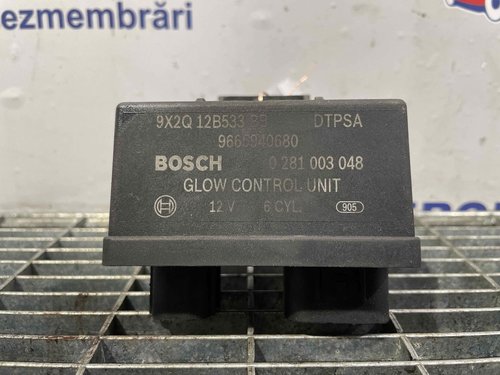 ezmembrări
9X2Q 12B533 DTPSA
9666940680
BOSCH 0 281 003 048
GLOW CONTROL UNIT
12 V 6 CYL. 905